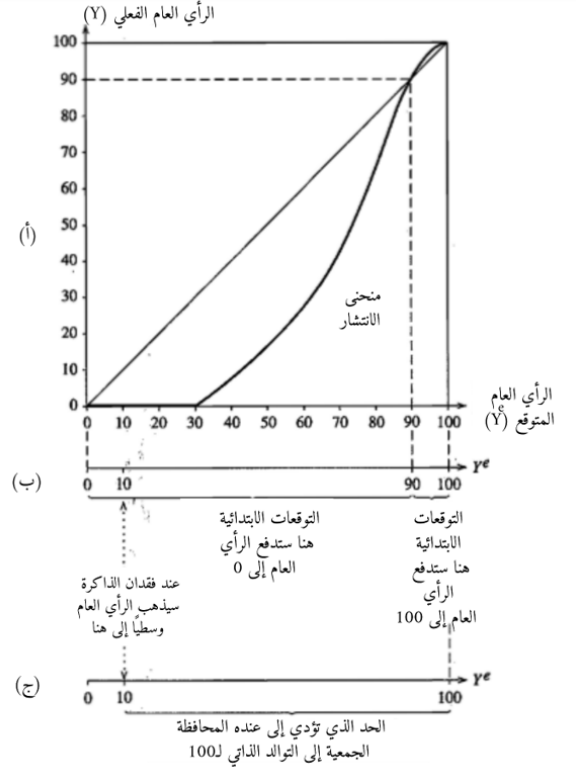 الرأي العام الفعلي (Y)
100
90
80
70
60
50
40
30
20
10
0
(أ)
منحنى
الانتشار
0 10 20 30 40 50 60 70 80 90 100
الرأي العام
المتوقع (Yᵉ)
(ب)
0 10 90 100 Yᵉ
التوقعات الابتدائية
هنا ستدفع الرأي
العام إلى 0
التوقعات
الابتدائية
هنا ستدفع
الرأي
العام إلى 100
عند فقدان الذاكرة
سيذهب الرأي العام
وسطيًا إلى هنا
(ج)
0 10 100 Yᵉ
الحد الذي تؤدي إلى عنده المحافظة
الجمعية إلى التوالد الذاتي لـ100